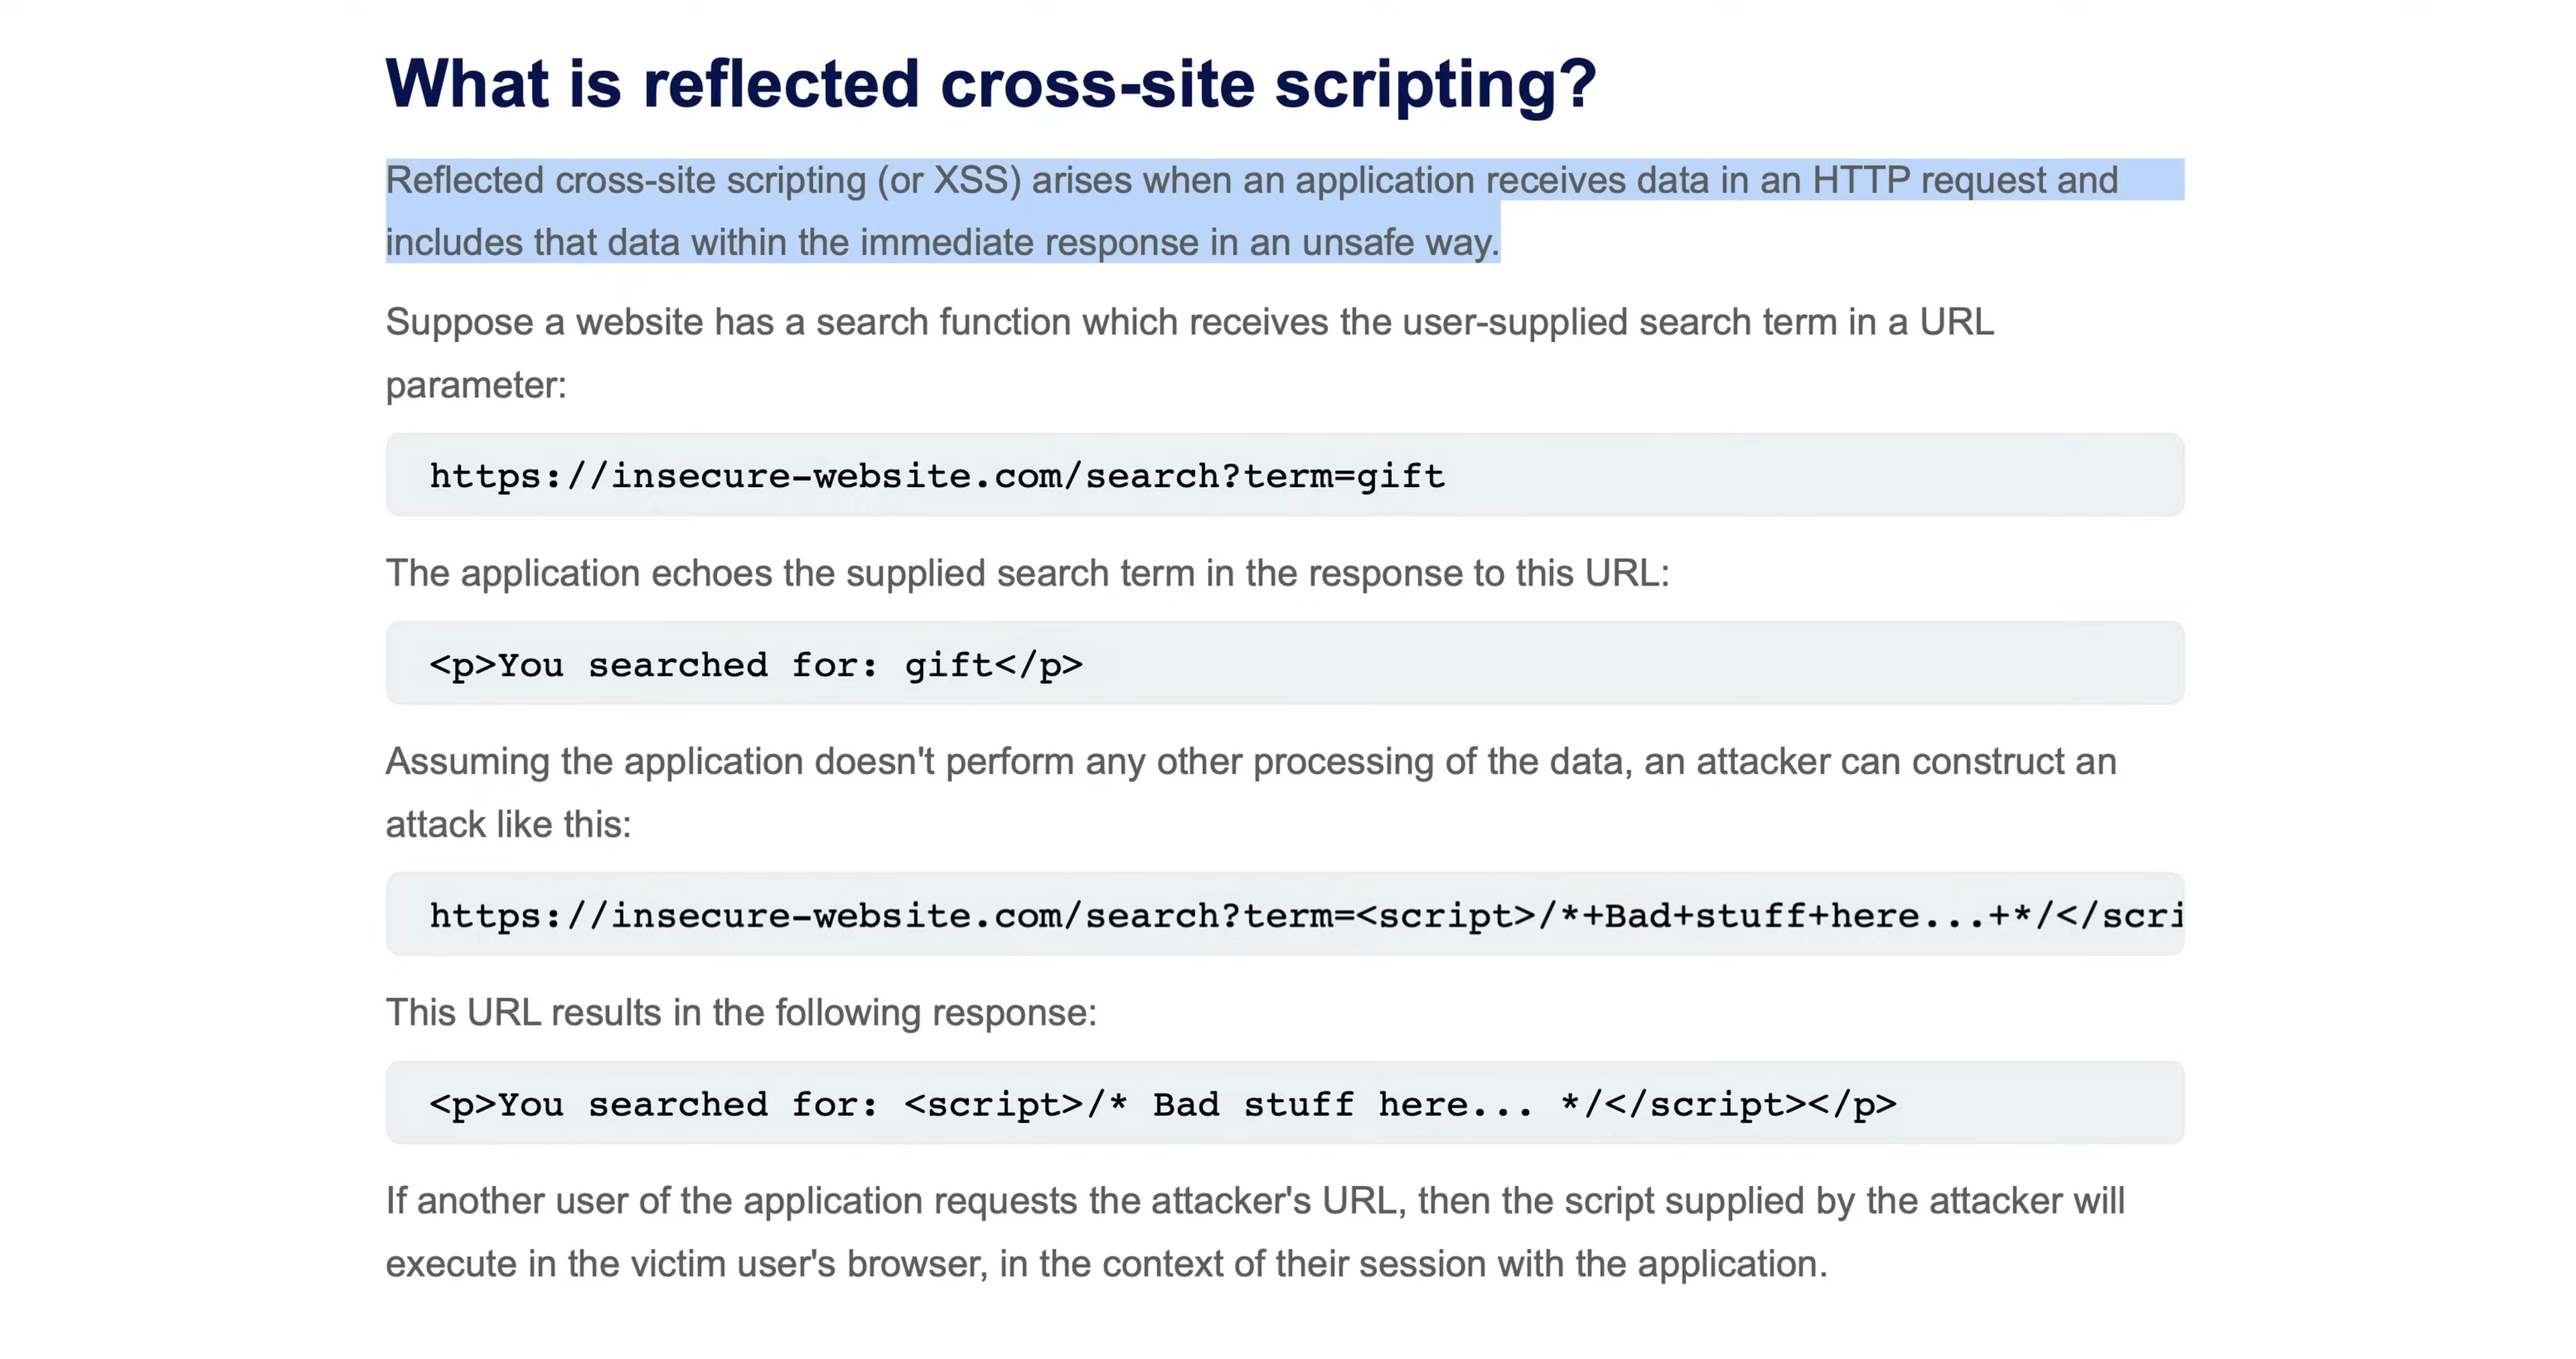 What is reflected cross-site scripting?
Reflected cross-site scripting (or XSS) arises when an application receives data in an HTTP request and
includes that data within the immediate response in an unsafe way.
Suppose a website has a search function which receives the user-supplied search term in a URL
parameter:
https://insecure-website.com/search?term=gift
The application echoes the supplied search term in the response to this URL:
<p>You searched for: gift</p>
Assuming the application doesn't perform any other processing of the data, an attacker can construct an
attack like this:
https://insecure-website.com/search?term=<script>/*+Bad+stuff+here...+*/</scri
This URL results in the following response:
<p>You searched for: <script>/* Bad stuff here... */</script></p>
If another user of the application requests the attacker's URL, then the script supplied by the attacker will
execute in the victim user's browser, in the context of their session with the application.